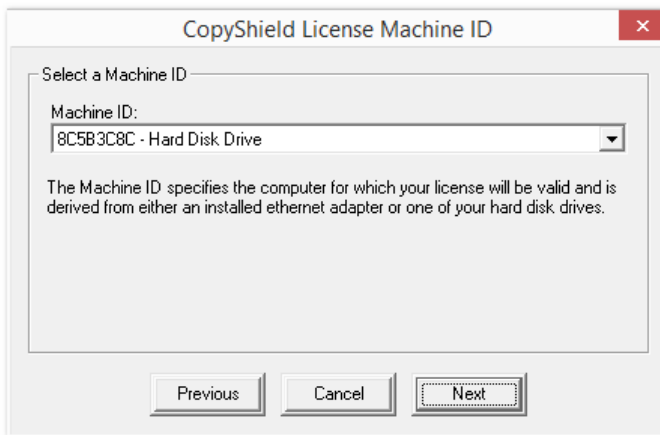 CopyShield License Machine ID
Select a Machine ID
Machine ID:
8C5B3C8C - Hard Disk Drive
The Machine ID specifies the computer for which your license will be valid and is
derived from either an installed ethernet adapter or one of your hard disk drives.
Previous Cancel Next